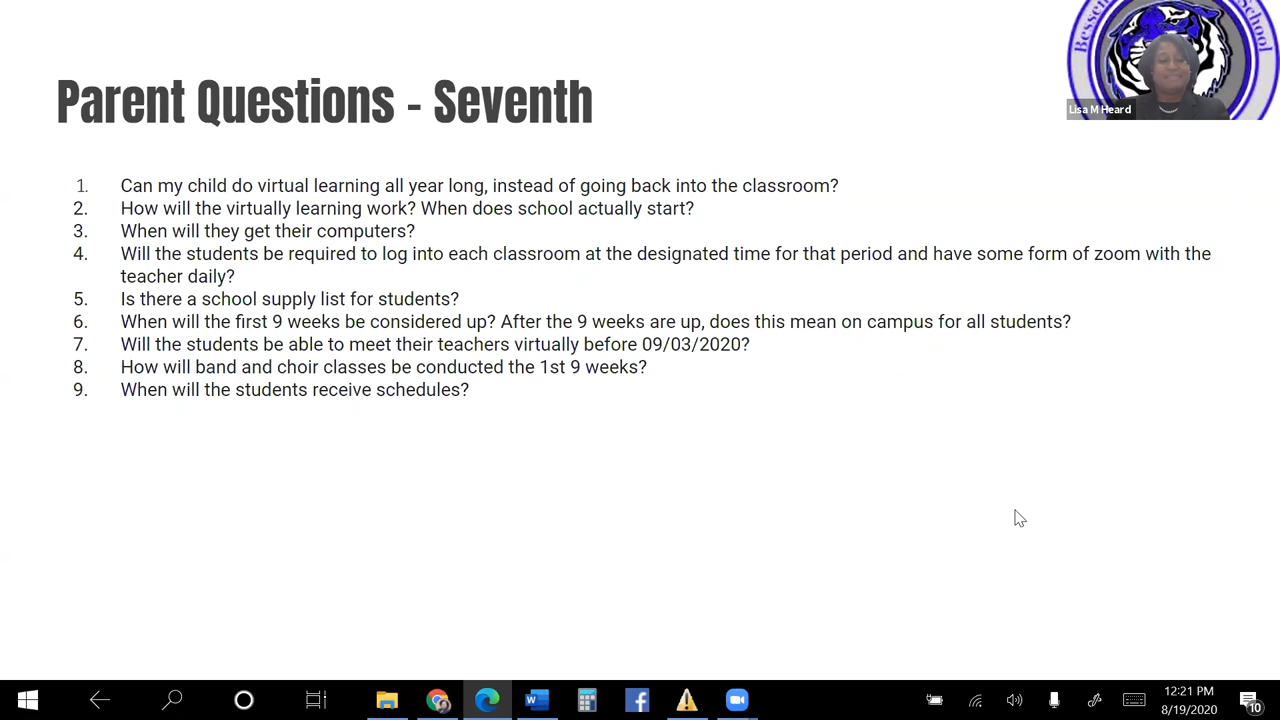 Bessem School
Lisa M Heard
Parent Questions - Seventh
1. Can my child do virtual learning all year long, instead of going back into the classroom?
2. How will the virtually learning work? When does school actually start?
3. When will they get their computers?
4. Will the students be required to log into each classroom at the designated time for that period and have some form of zoom with the
teacher daily?
5. Is there a school supply list for students?
6. When will the first 9 weeks be considered up? After the 9 weeks are up, does this mean on campus for all students?
7. Will the students be able to meet their teachers virtually before 09/03/2020?
8. How will band and choir classes be conducted the 1st 9 weeks?
9. When will the students receive schedules?
12:21 PM
8/19/2020
10